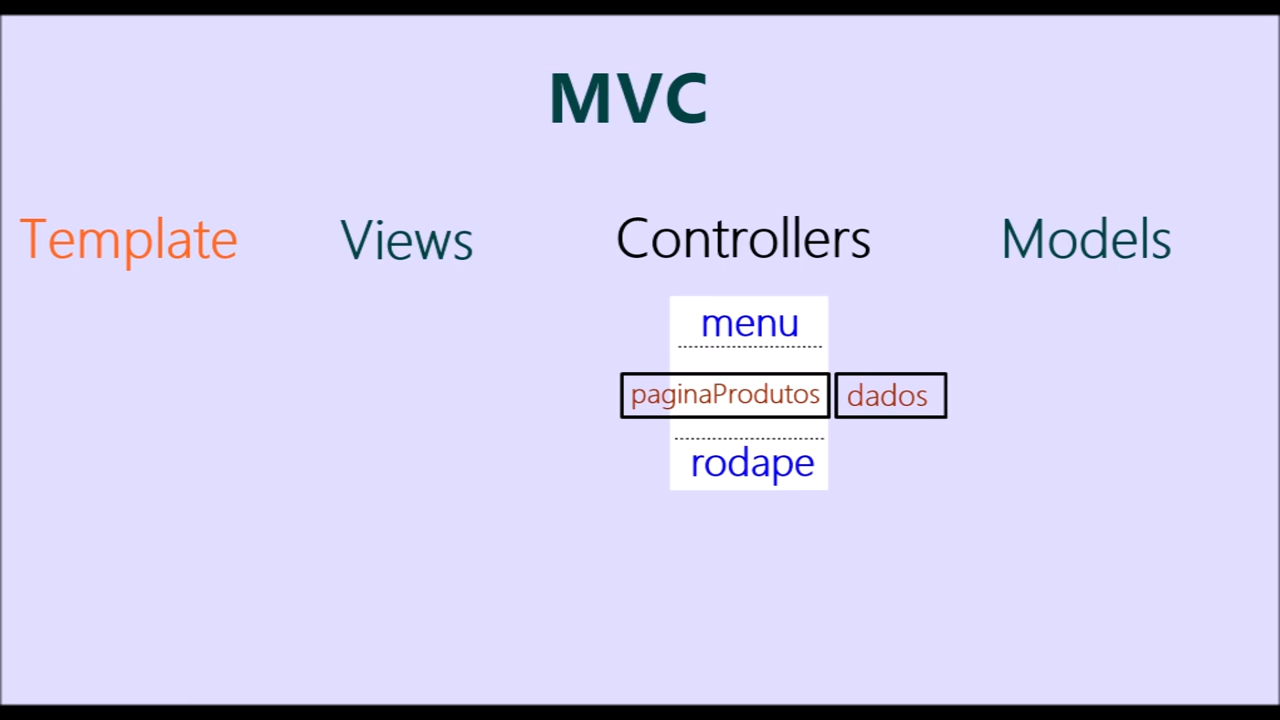 MVC
Template Views Controllers Models
menu
paginaProdutos dados
rodape